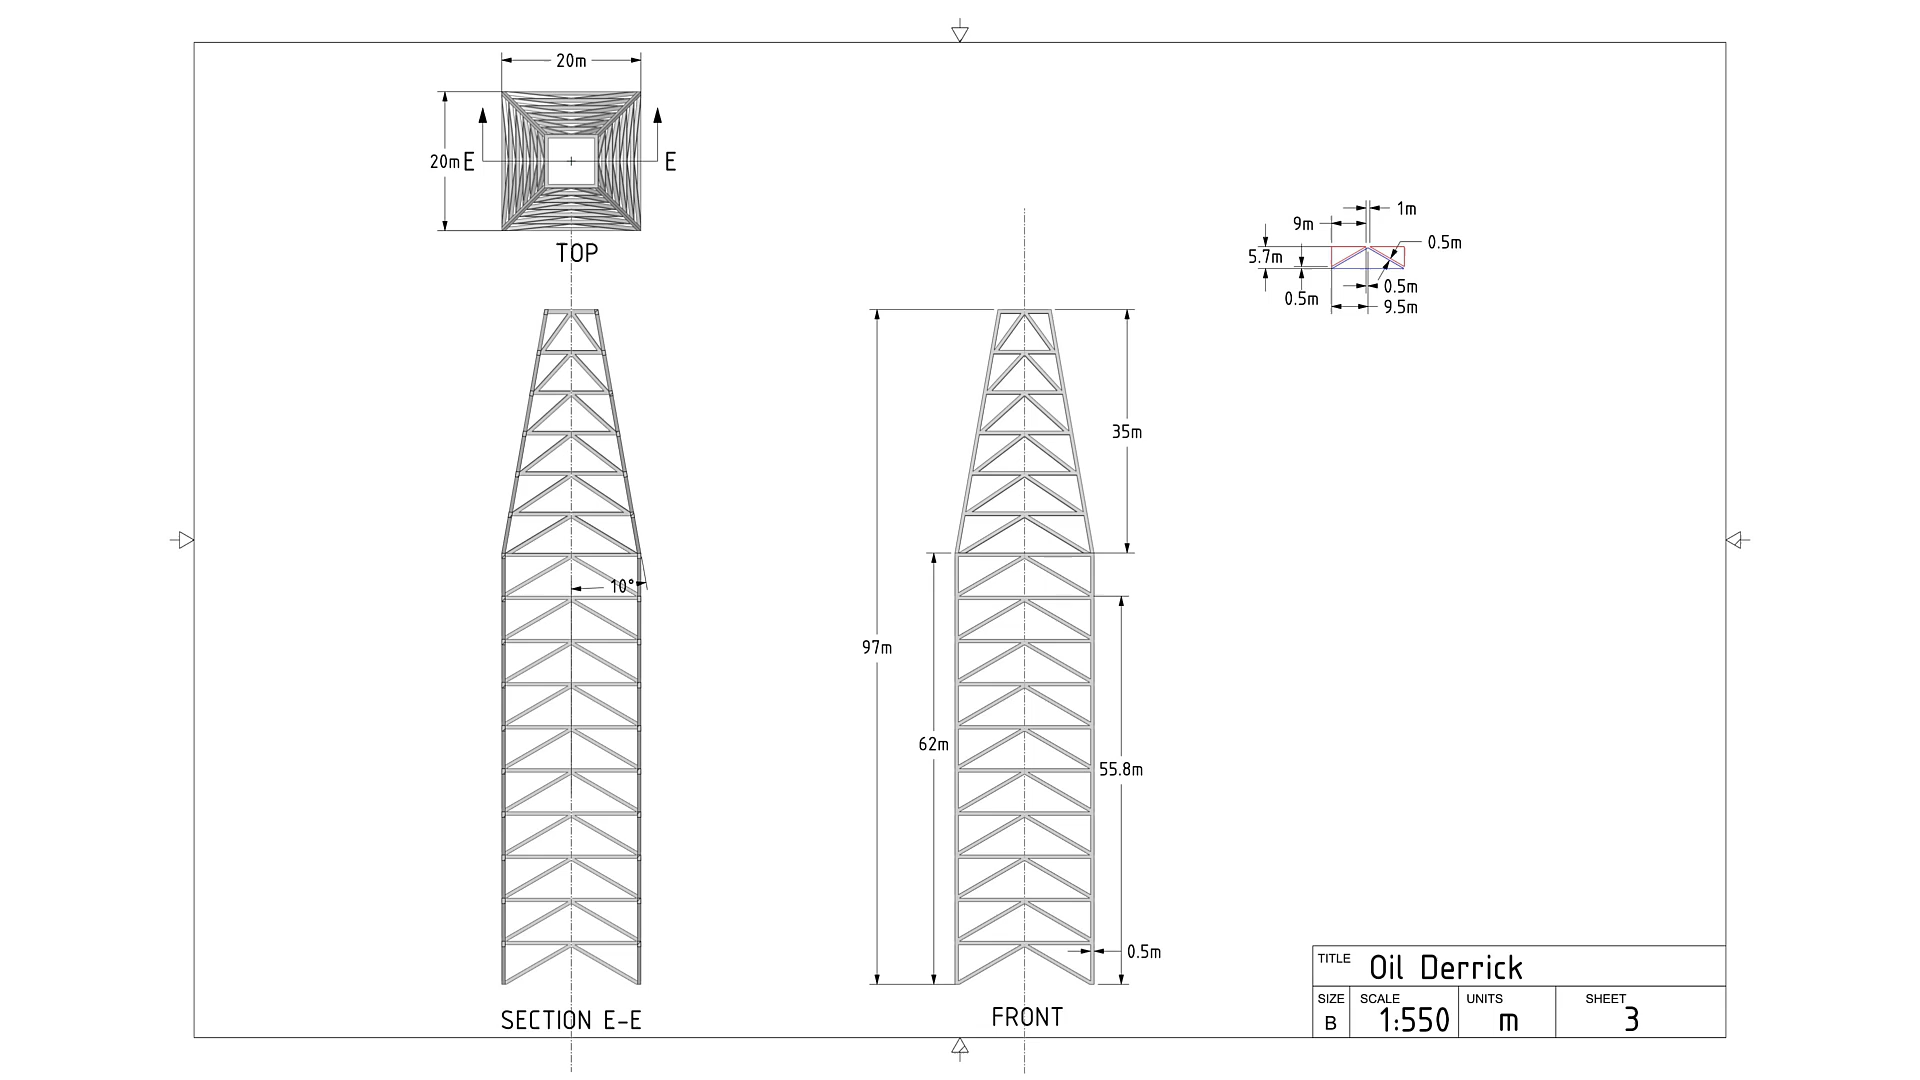 20m
20m
E
E
TOP
1m
9m
0.5m
5.7m
0.5m
0.5m
9.5m
35m
10°
97m
62m
55.8m
0.5m
SECTION E-E
FRONT
TITLE Oil Derrick
SIZE SCALE UNITS SHEET
B 1:550 m 3